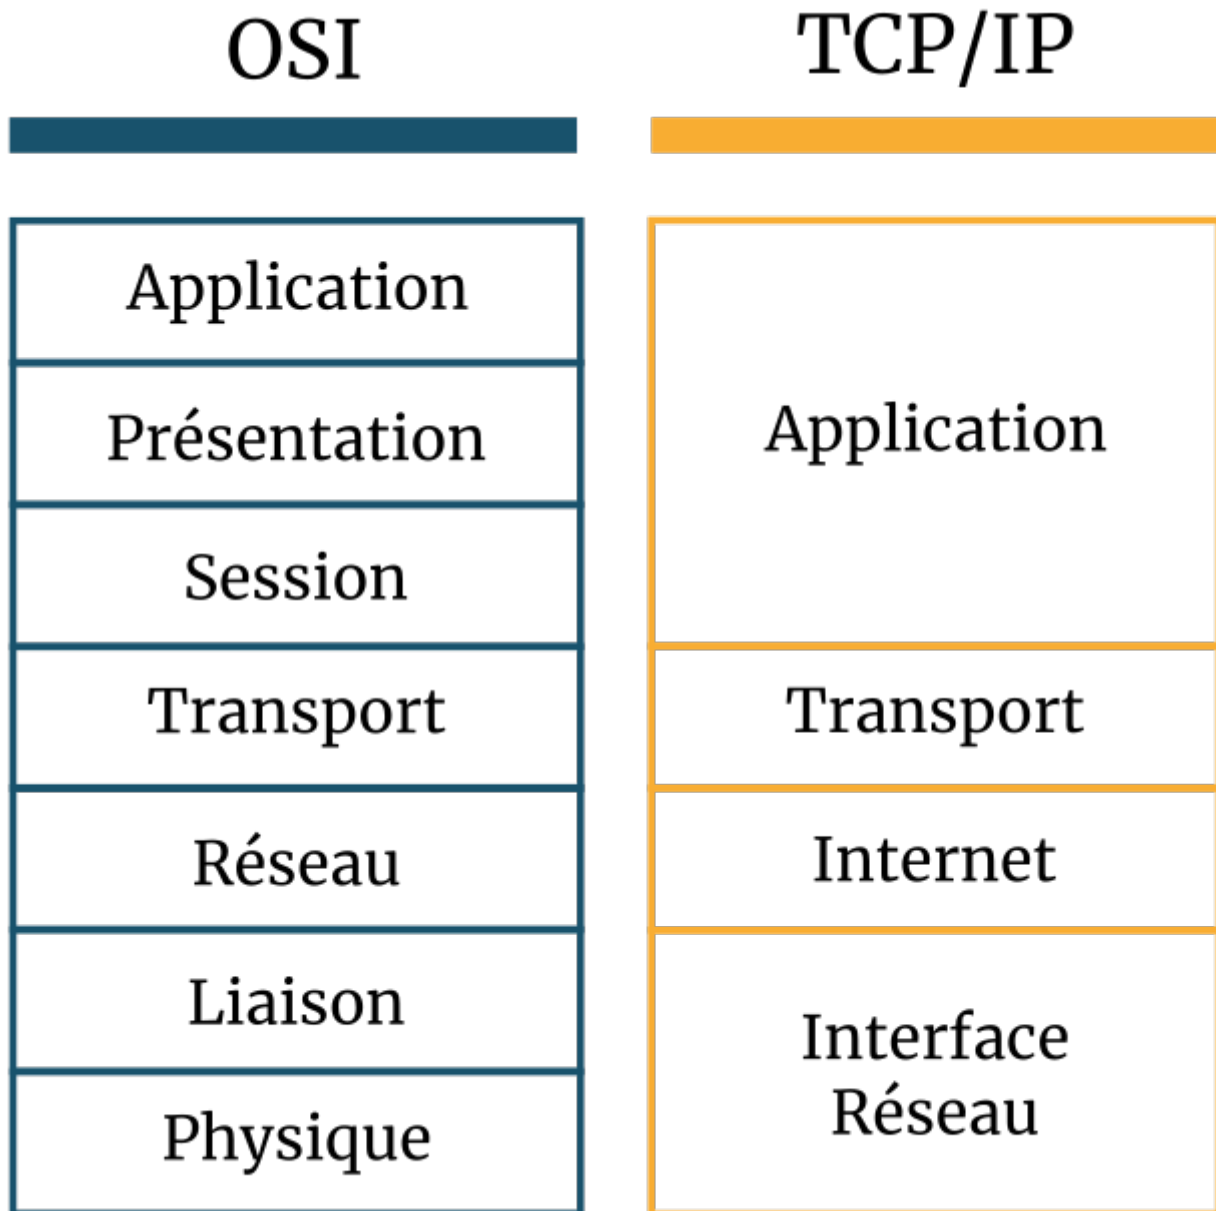 OSI
TCP/IP
Application
Présentation
Session
Transport
Réseau
Liaison
Physique
Application
Transport
Internet
Interface
Réseau